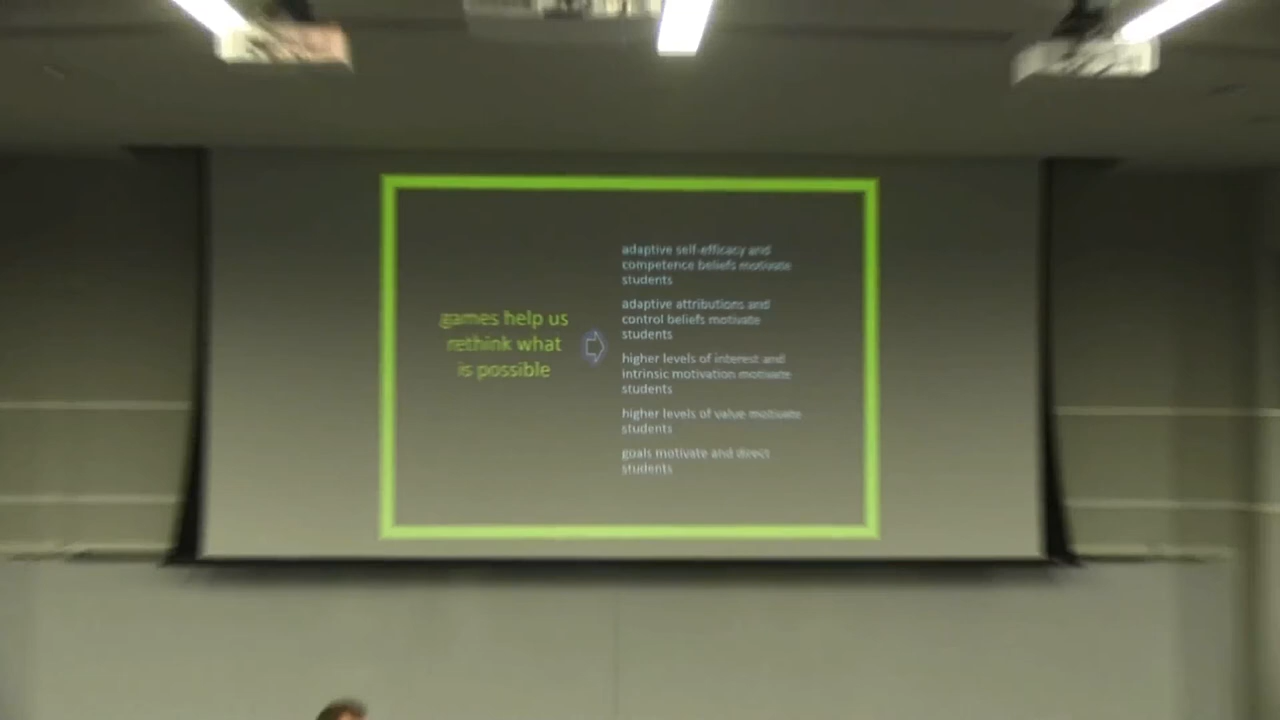 games help us
rethink what
is possible
adaptive self-efficacy and
competence beliefs motivate
students
adaptive attributions and
control beliefs motivate
students
higher levels of interest and
intrinsic motivation motivate
students
higher levels of value motivate
students
goals motivate and direct
students